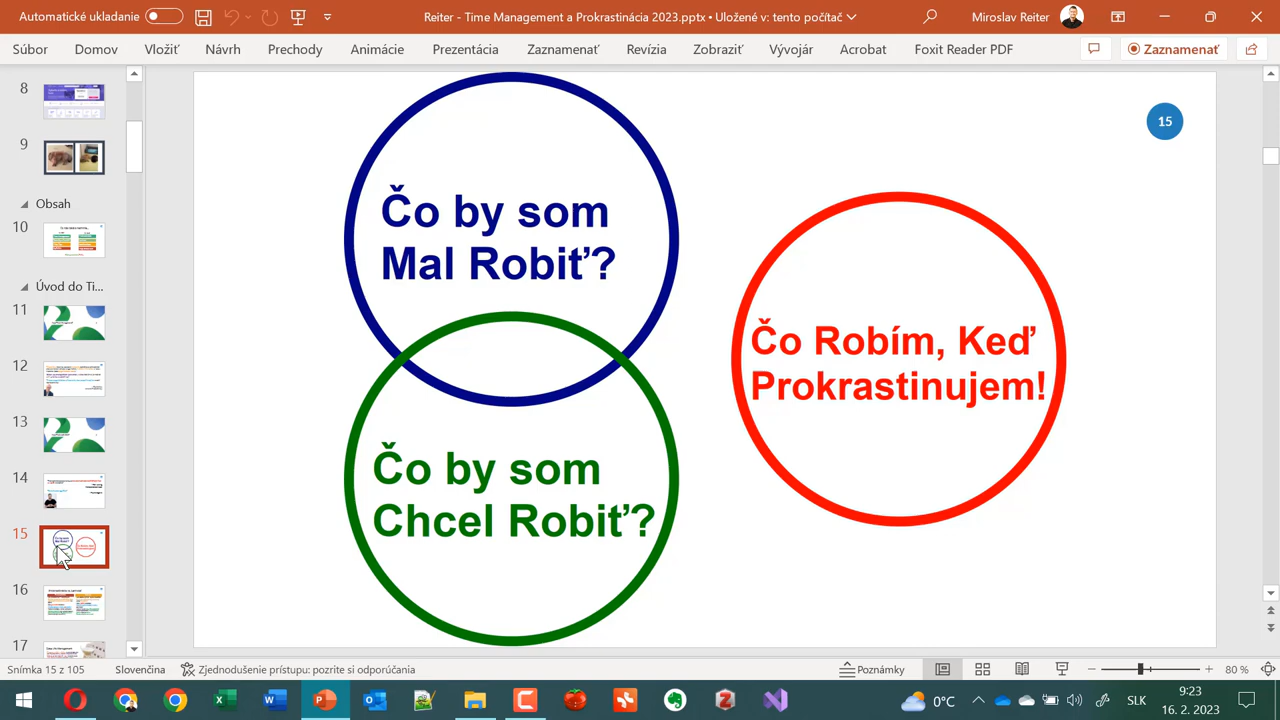 Automatické ukladanie
Reiter - Time Management a Prokrastinácia 2023.pptx • Uložené v: tento počítač
Miroslav Reiter
Súbor Domov Vložiť Návrh Prechody Animácie Prezentácia Zaznamenať Revízia Zobraziť Vývojár Acrobat Foxit Reader PDF
Zaznamenať
8
9
Obsah
10
Úvod do Ti...
11
12
13
14
15
16
17
15
Čo by som
Mal Robiť?
Čo by som
Chcel Robiť?
Čo Robím, Keď
Prokrastinujem!
Snímka 15 z 105 Slovenčina Zjednodušenie prístupu: pozrite si odporúčania
Poznámky
80 %
0°C
SLK
9:23
16. 2. 2023